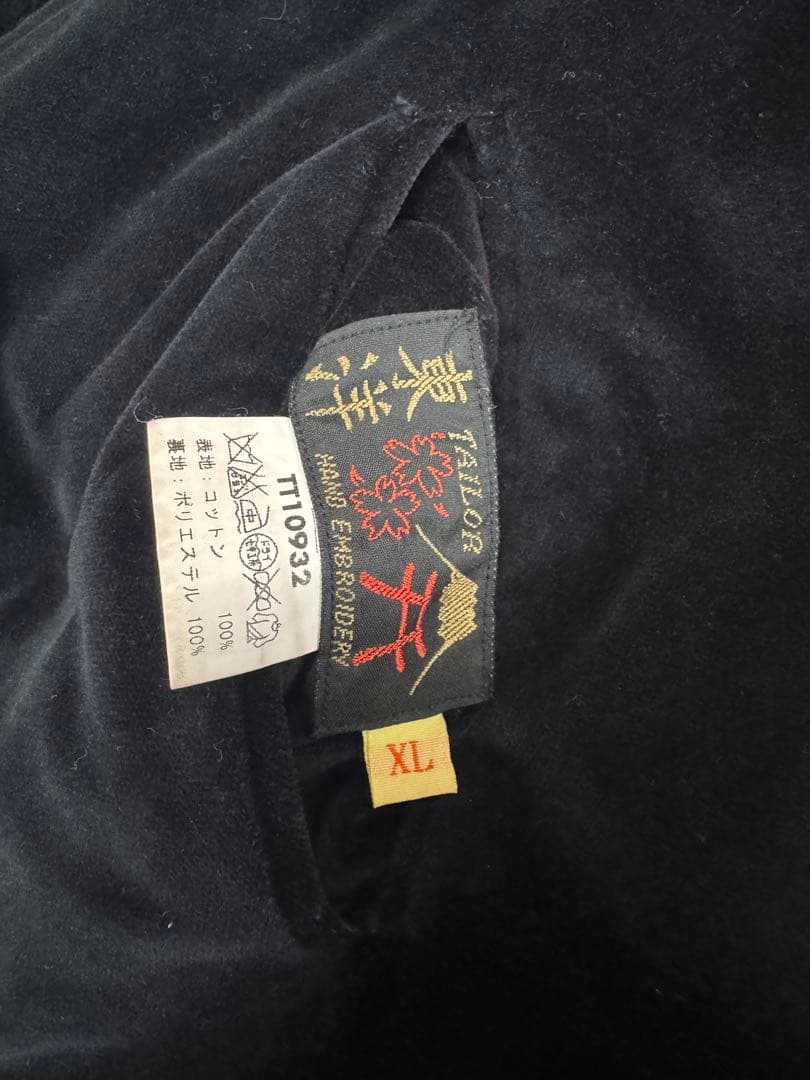 東洋
TAILOR
HAND EMBROIDERY
XL
TT10932
表地：コットン 100%
裏地：ポリエステル 100%